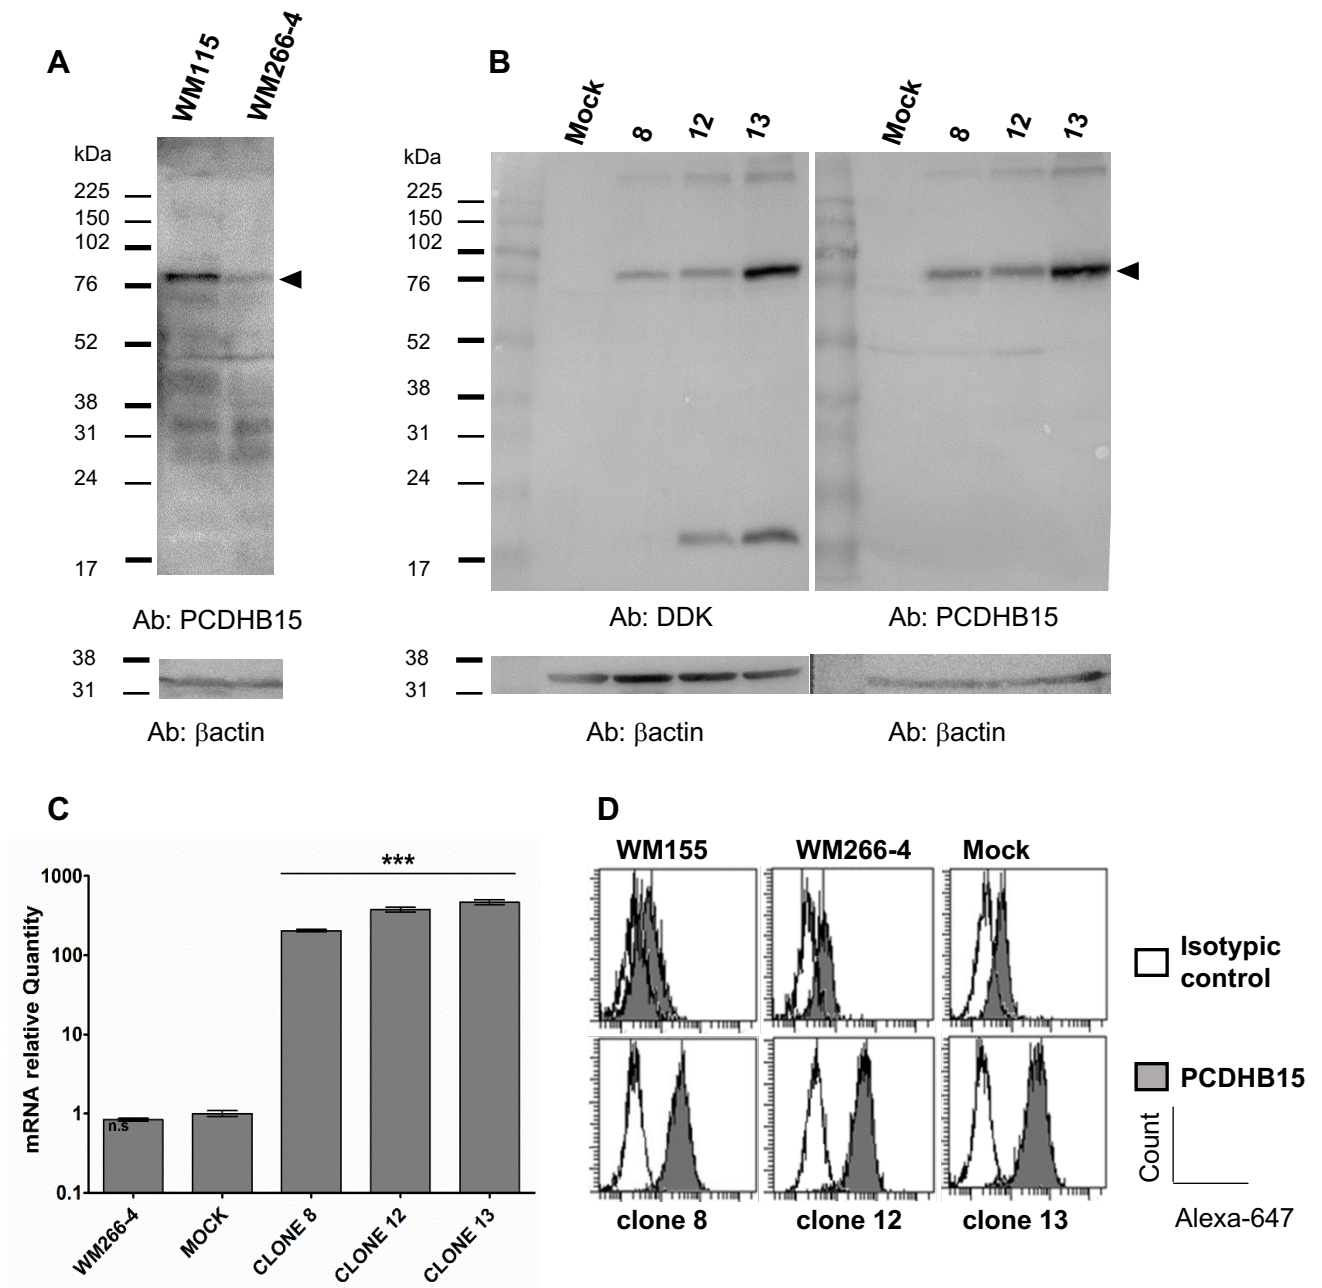 A
WM115
WM266-4
kDa
225
150
102
76
52
38
31
24
17
Ab: PCDHB15
38
31
Ab: βactin
B
Mock
8
12
13
Mock
8
12
13
kDa
225
150
102
76
52
38
31
24
17
Ab: DDK
Ab: PCDHB15
38
31
Ab: βactin
Ab: βactin
C
mRNA relative Quantity
1000
100
10
1
0.1
***
n.s
WM266-4
MOCK
CLONE 8
CLONE 12
CLONE 13
D
WM155
WM266-4
Mock
clone 8
clone 12
clone 13
Isotypic
control
PCDHB15
Count
Alexa-647